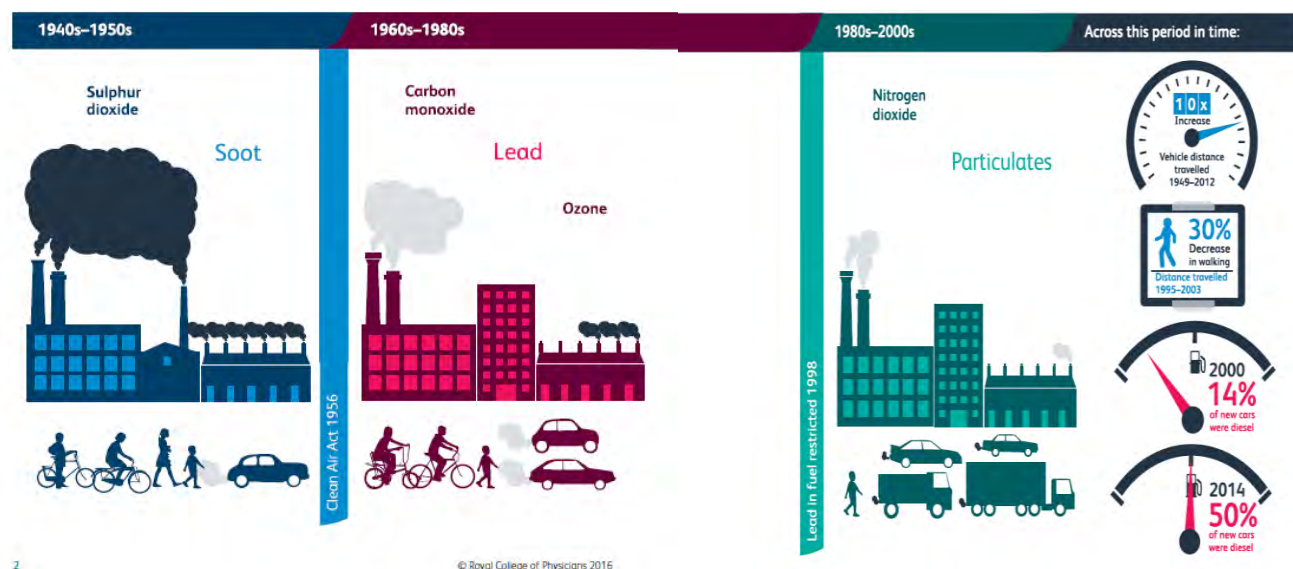 1940s–1950s
1960s–1980s
1980s–2000s
Across this period in time:
Sulphur
dioxide
Soot
Clean Air Act 1956
Carbon
monoxide
Lead
Ozone
Lead in fuel restricted 1998
Nitrogen
dioxide
Particulates
10x
Increase
Vehicle distance
travelled
1949–2012
30%
Decrease
in walking
Distance travelled
1995–2003
2000
14%
of new cars
were diesel
2014
50%
of new cars
were diesel
2
© Royal College of Physicians 2016